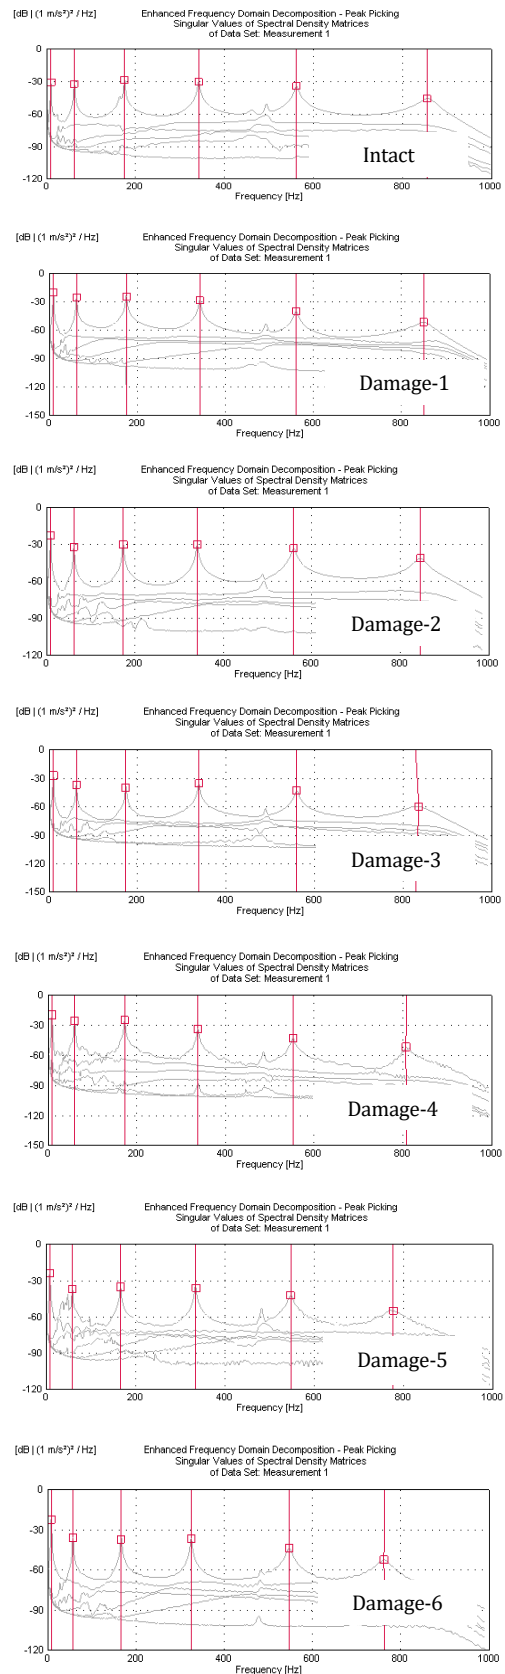 [dB | (1 m/s²)² / Hz] Enhanced Frequency Domain Decomposition - Peak Picking
Singular Values of Spectral Density Matrices
of Data Set: Measurement 1
0
-30
-60
-90
-120
Intact
0 200 400 600 800 1000
Frequency [Hz]
[dB | (1 m/s²)² / Hz] Enhanced Frequency Domain Decomposition - Peak Picking
Singular Values of Spectral Density Matrices
of Data Set: Measurement 1
0
-30
-60
-90
-120
-150
Damage-1
0 200 400 600 800 1000
Frequency [Hz]
[dB | (1 m/s²)² / Hz] Enhanced Frequency Domain Decomposition - Peak Picking
Singular Values of Spectral Density Matrices
of Data Set: Measurement 1
0
-30
-60
-90
-120
Damage-2
0 200 400 600 800 1000
Frequency [Hz]
[dB | (1 m/s²)² / Hz] Enhanced Frequency Domain Decomposition - Peak Picking
Singular Values of Spectral Density Matrices
of Data Set: Measurement 1
0
-30
-60
-90
-120
-150
Damage-3
0 200 400 600 800 1000
Frequency [Hz]
[dB | (1 m/s²)² / Hz] Enhanced Frequency Domain Decomposition - Peak Picking
Singular Values of Spectral Density Matrices
of Data Set: Measurement 1
0
-30
-60
-90
-120
-150
Damage-4
0 200 400 600 800 1000
Frequency [Hz]
[dB | (1 m/s²)² / Hz] Enhanced Frequency Domain Decomposition - Peak Picking
Singular Values of Spectral Density Matrices
of Data Set: Measurement 1
0
-30
-60
-90
-120
Damage-5
0 200 400 600 800 1000
Frequency [Hz]
[dB | (1 m/s²)² / Hz] Enhanced Frequency Domain Decomposition - Peak Picking
Singular Values of Spectral Density Matrices
of Data Set: Measurement 1
0
-30
-60
-90
-120
Damage-6
0 200 400 600 800 1000
Frequency [Hz]